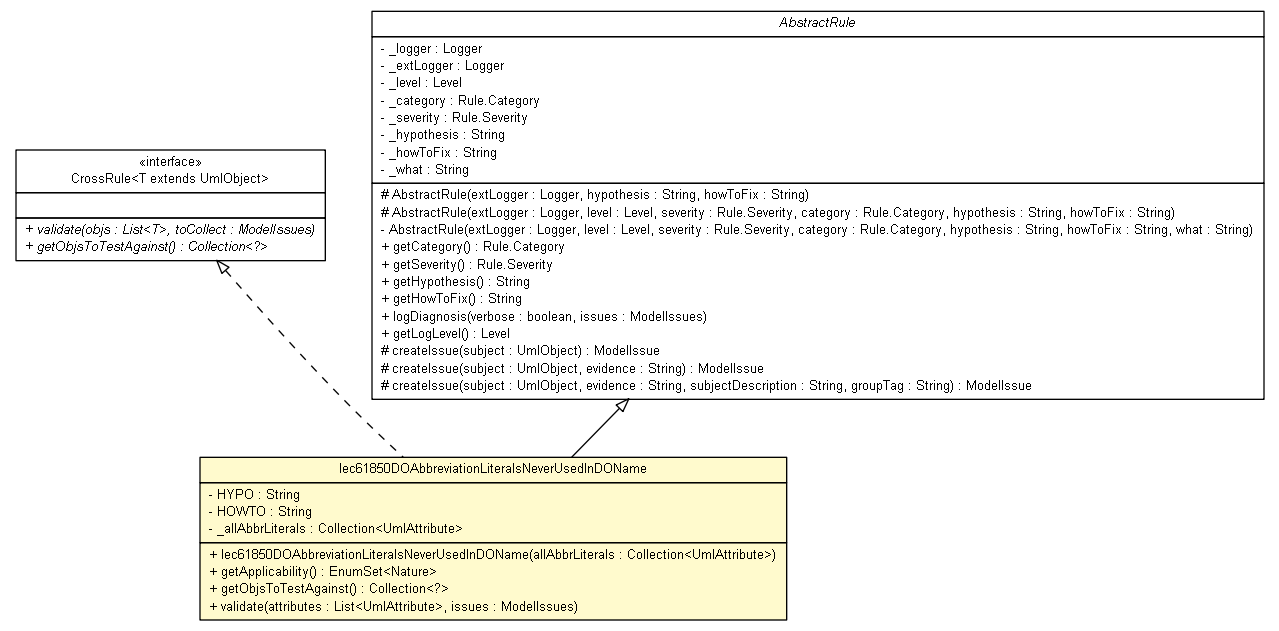 AbstractRule
- _logger : Logger
- _extLogger : Logger
- _level : Level
- _category : Rule.Category
- _severity : Rule.Severity
- _hypothesis : String
- _howToFix : String
- _what : String
# AbstractRule(extLogger : Logger, hypothesis : String, howToFix : String)
# AbstractRule(extLogger : Logger, level : Level, severity : Rule.Severity, category : Rule.Category, hypothesis : String, howToFix : String)
- AbstractRule(extLogger : Logger, level : Level, severity : Rule.Severity, category : Rule.Category, hypothesis : String, howToFix : String, what : String)
+ getCategory() : Rule.Category
+ getSeverity() : Rule.Severity
+ getHypothesis() : String
+ getHowToFix() : String
+ logDiagnosis(verbose : boolean, issues : ModelIssues)
+ getLogLevel() : Level
# createIssue(subject : UmlObject) : ModelIssue
# createIssue(subject : UmlObject, evidence : String) : ModelIssue
# createIssue(subject : UmlObject, evidence : String, subjectDescription : String, groupTag : String) : ModelIssue
«interface»
CrossRule<T extends UmlObject>
+ validate(objs : List<T>, toCollect : ModelIssues)
+ getObjsToTestAgainst() : Collection<?>
Iec61850DOAbbreviationLiteralsNeverUsedInDOName
- HYPO : String
- HOWTO : String
- _allAbbrLiterals : Collection<UmlAttribute>
+ Iec61850DOAbbreviationLiteralsNeverUsedInDOName(allAbbrLiterals : Collection<UmlAttribute>)
+ getApplicability() : EnumSet<Nature>
+ getObjsToTestAgainst() : Collection<?>
+ validate(attributes : List<UmlAttribute>, issues : ModelIssues)